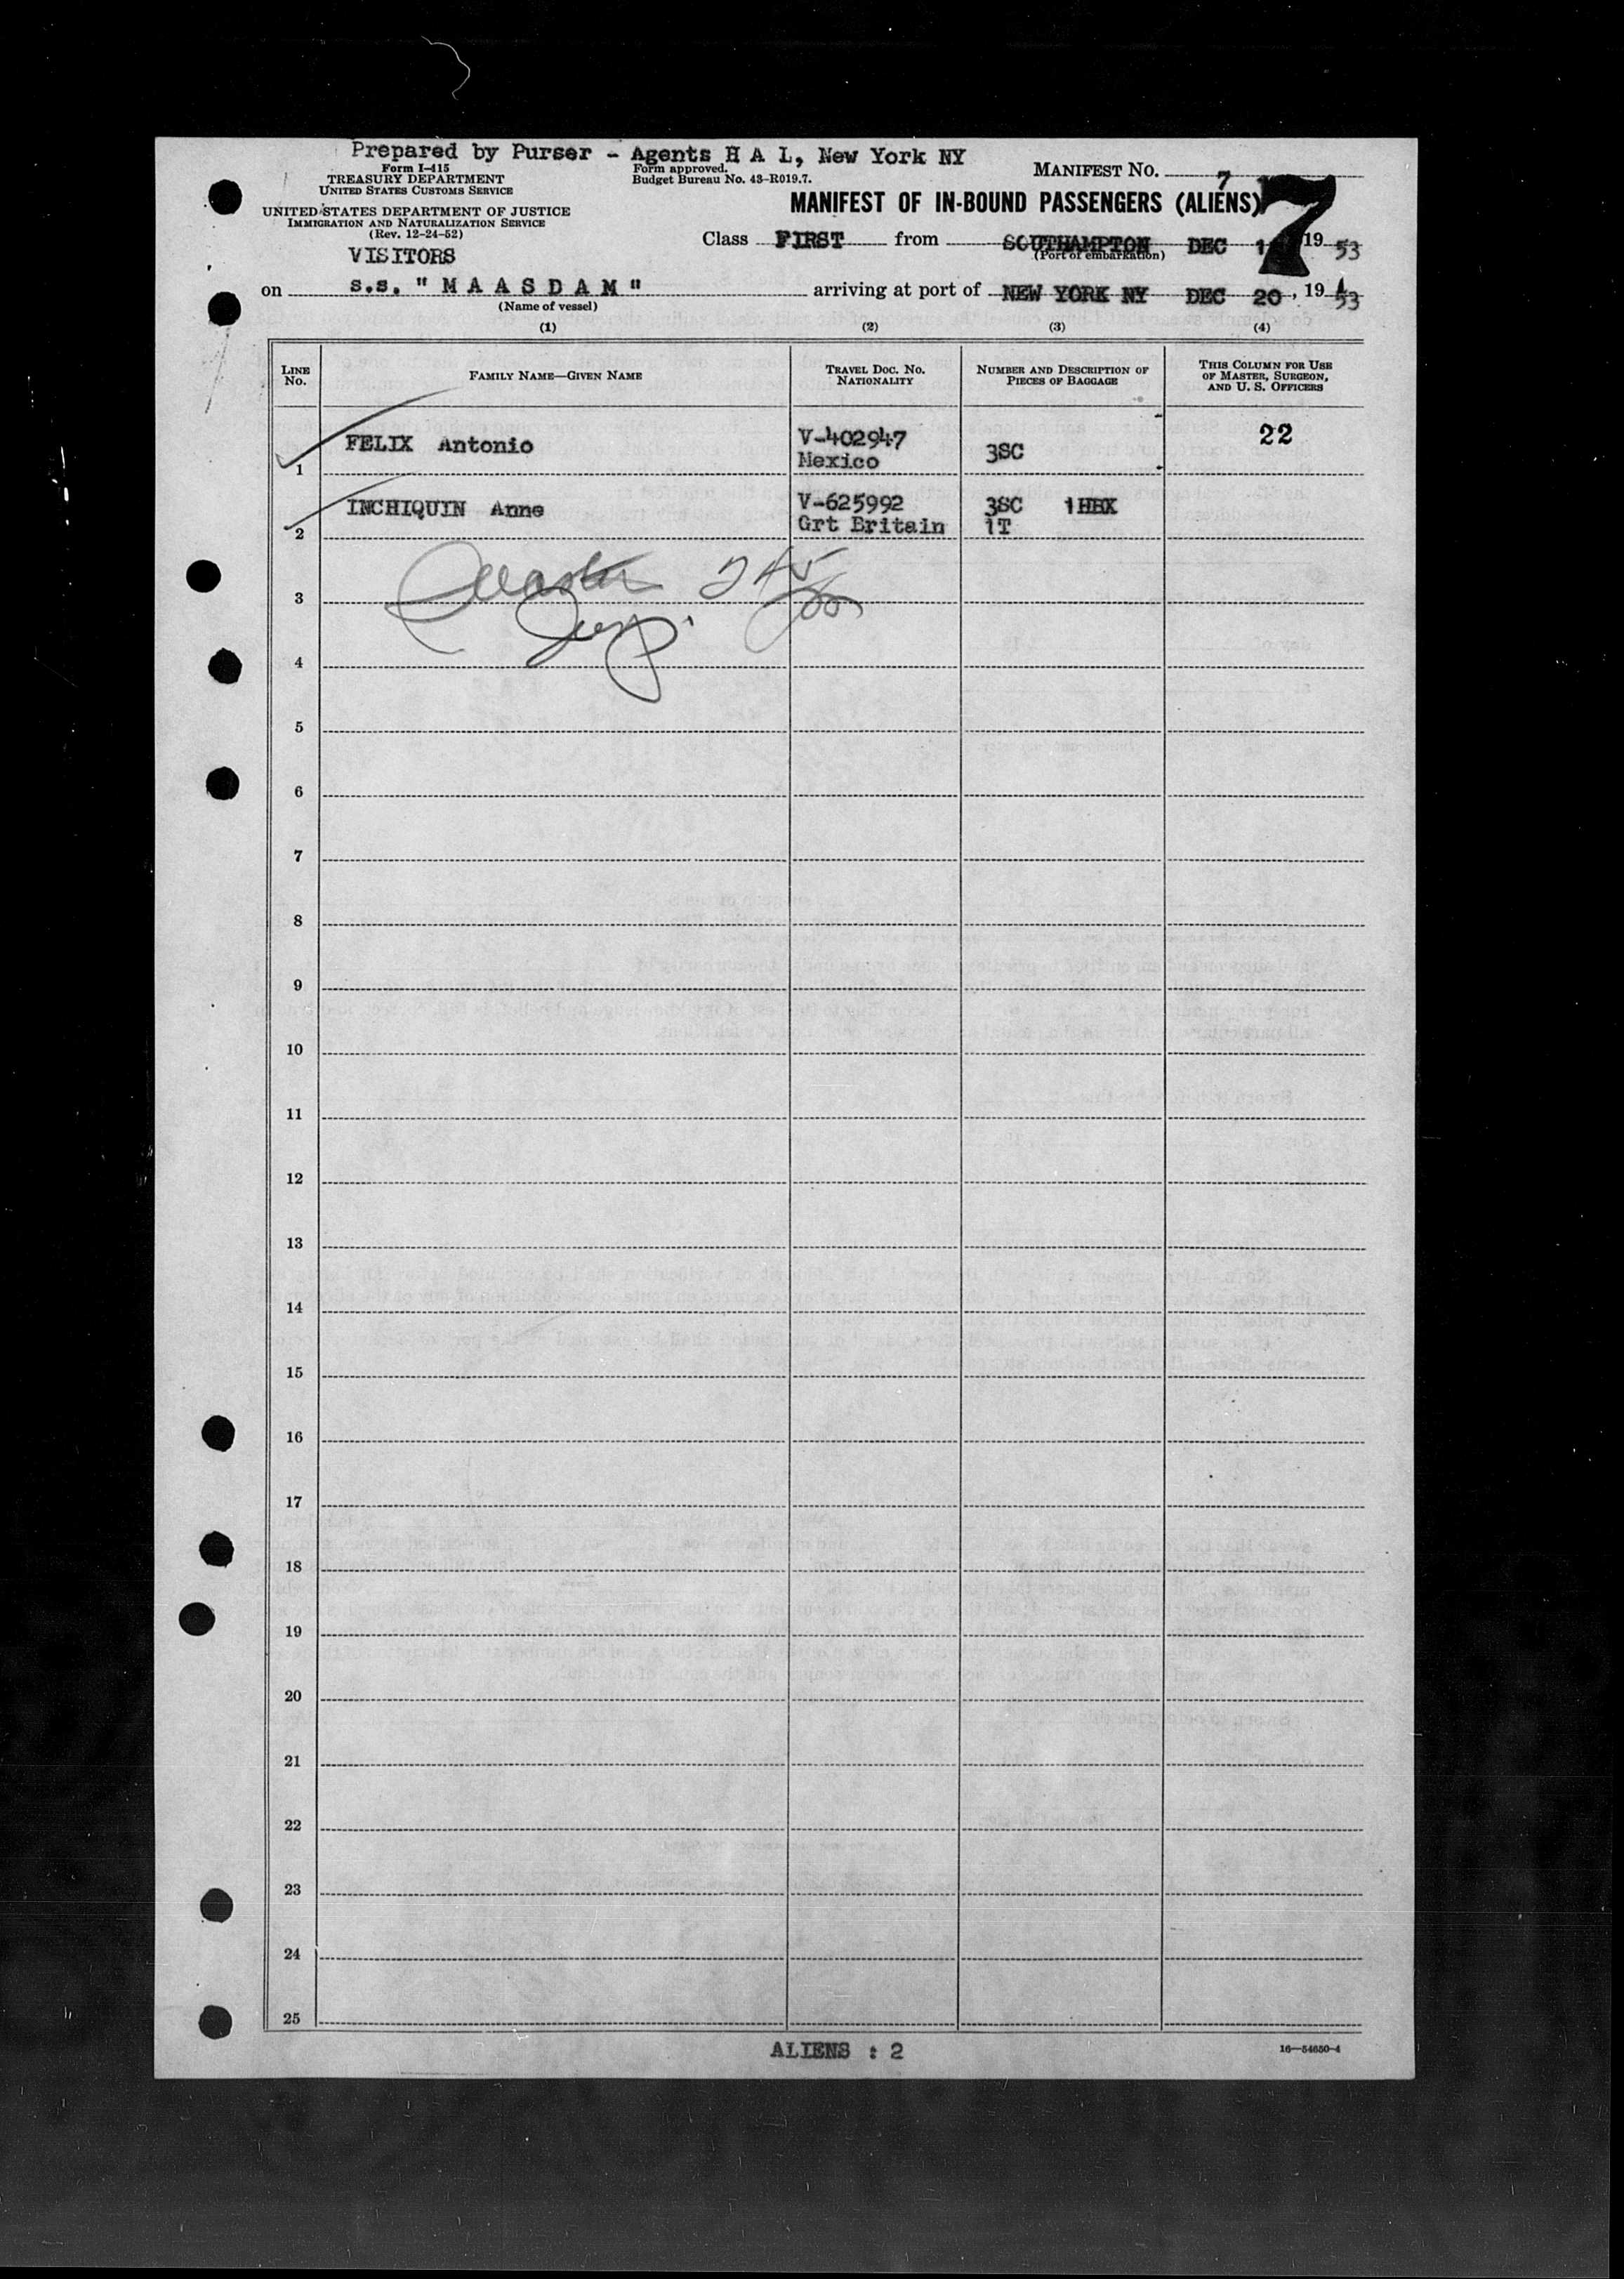 Prepared by Purser - Agents H A L, New York NY
Form I-415
TREASURY DEPARTMENT
UNITED STATES CUSTOMS SERVICE
Form approved.
Budget Bureau No. 43-R019.7.
MANIFEST NO. 7
7
UNITED STATES DEPARTMENT OF JUSTICE
IMMIGRATION AND NATURALIZATION SERVICE
(Rev. 12-24-52)
MANIFEST OF IN-BOUND PASSENGERS (ALIENS)
VISITORS
Class FIRST from SOUTHAMPTON DEC 19 53
(Port of embarkation)
on s.s. " M A A S D A M " arriving at port of NEW YORK NY DEC 20, 19 53
(Name of vessel)
(1) (2) (3) (4)
LINE NO. FAMILY NAME—GIVEN NAME TRAVEL DOC. NO. NATIONALITY NUMBER AND DESCRIPTION OF PIECES OF BAGGAGE THIS COLUMN FOR USE OF MASTER, SURGEON, AND U. S. OFFICERS
1 FELIX Antonio V-402947 Mexico 3SC 22
2 INCHIQUIN Anne V-625992 Grt Britain 3SC 1HBX 1T
3
4
5
6
7
8
9
10
11
12
13
14
15
16
17
18
19
20
21
22
23
24
25
ALIENS : 2
16—54650-4